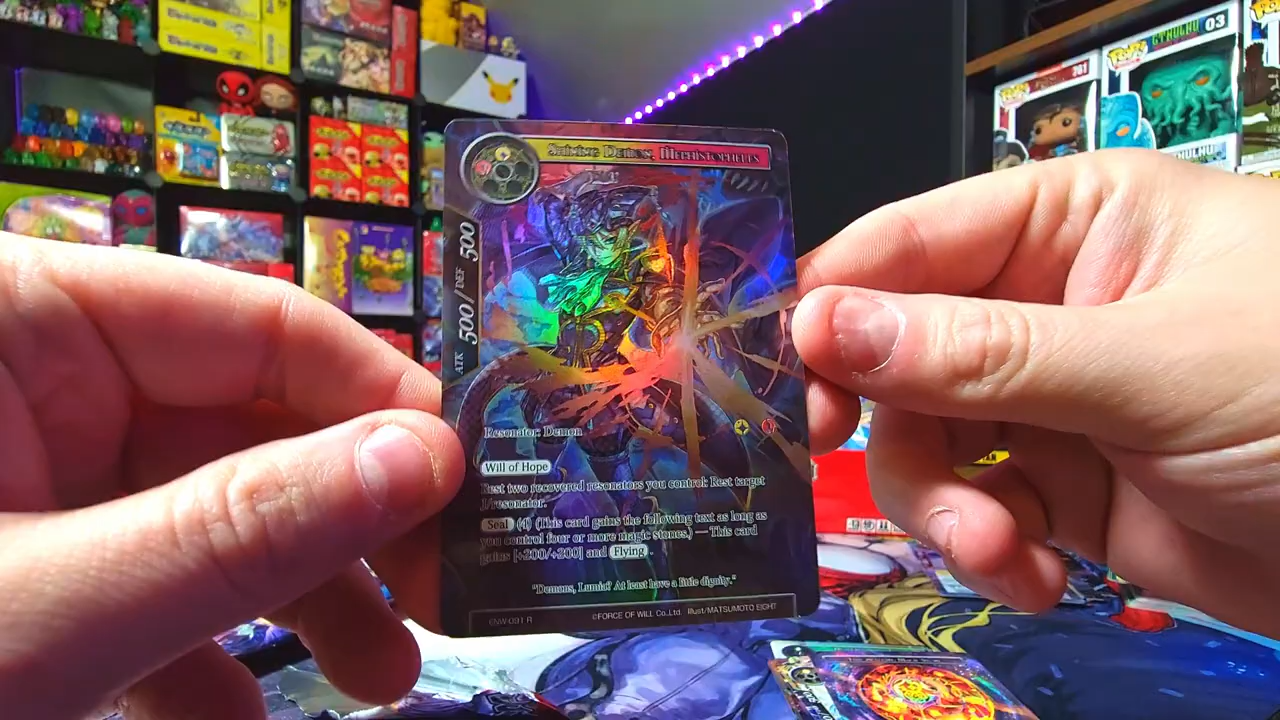 Satirise Demon, Mephistopheles
ATK 500 / DEF 500
Resonator: Demon
Will of Hope
Rest two recovered resonators you control: Rest target
J/resonator.
Seal (4) (This card gains the following text as long as
you control four or more magic stones.) — This card
gains [+200/+200] and Flying.
"Demons, Lumia? At least have a little dignity."
ENW-091 R
©FORCE OF WILL Co.,Ltd. Illust/MATSUMOTO EIGHT
POP!
CTHULHU
03